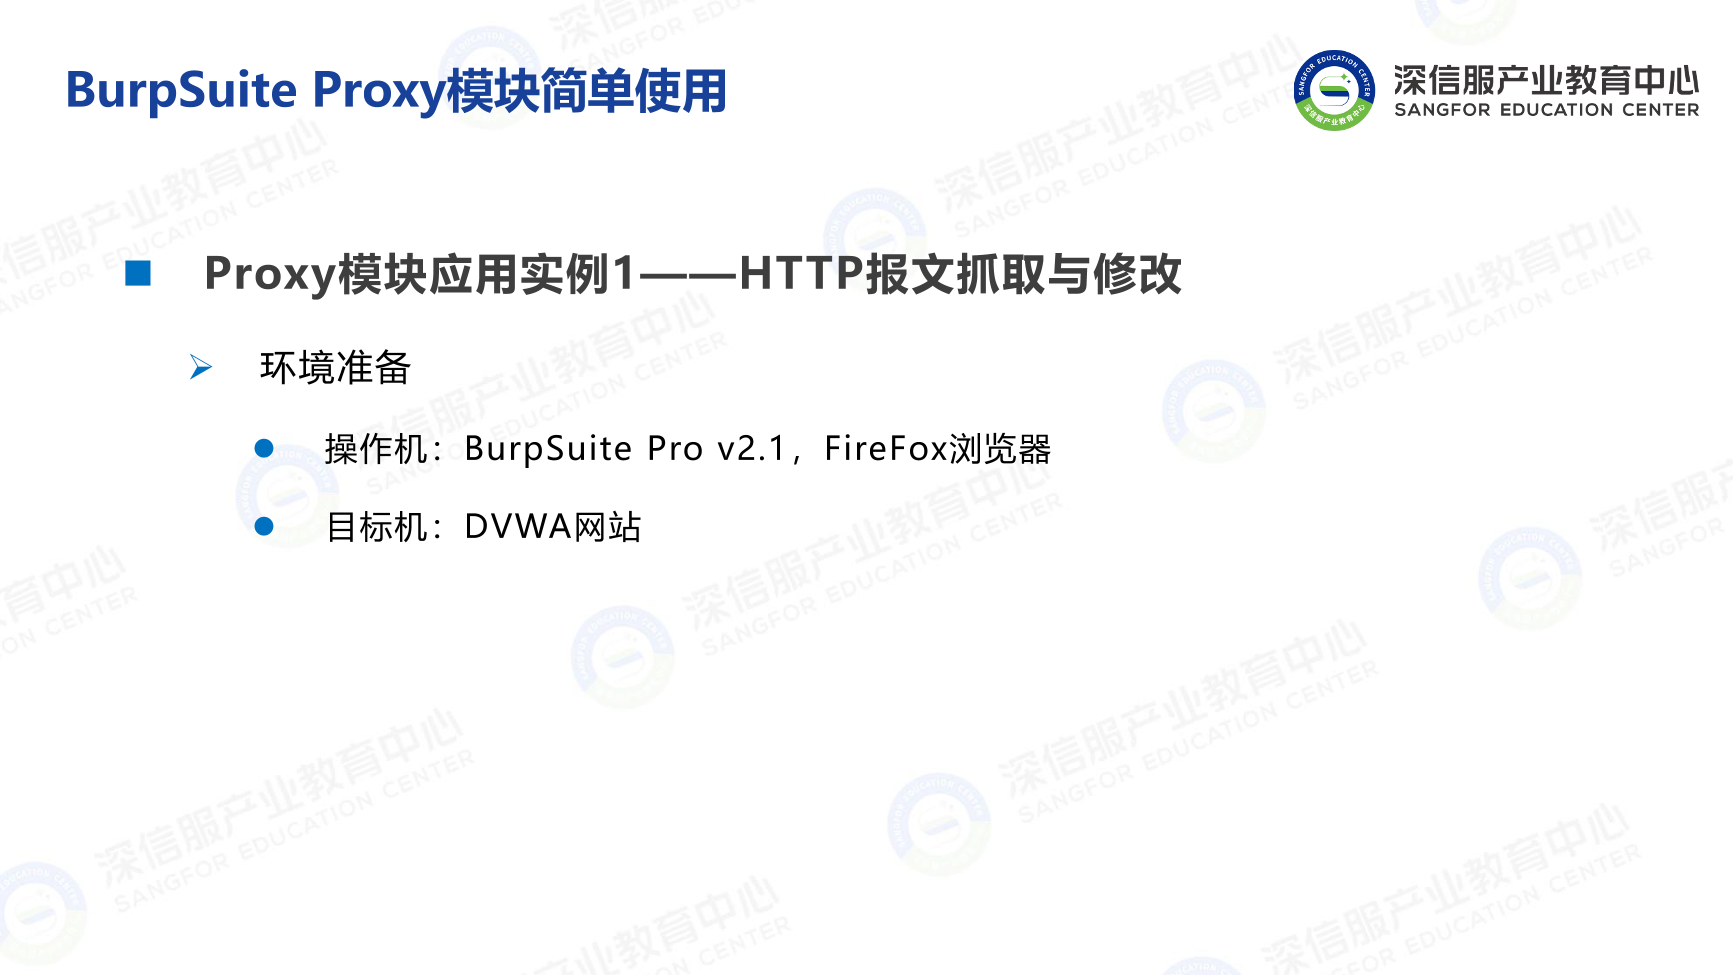 BurpSuite Proxy模块简单使用
深信服产业教育中心
SANGFOR EDUCATION CENTER
Proxy模块应用实例1——HTTP报文抓取与修改
环境准备
操作机：BurpSuite Pro v2.1，FireFox浏览器
目标机：DVWA网站